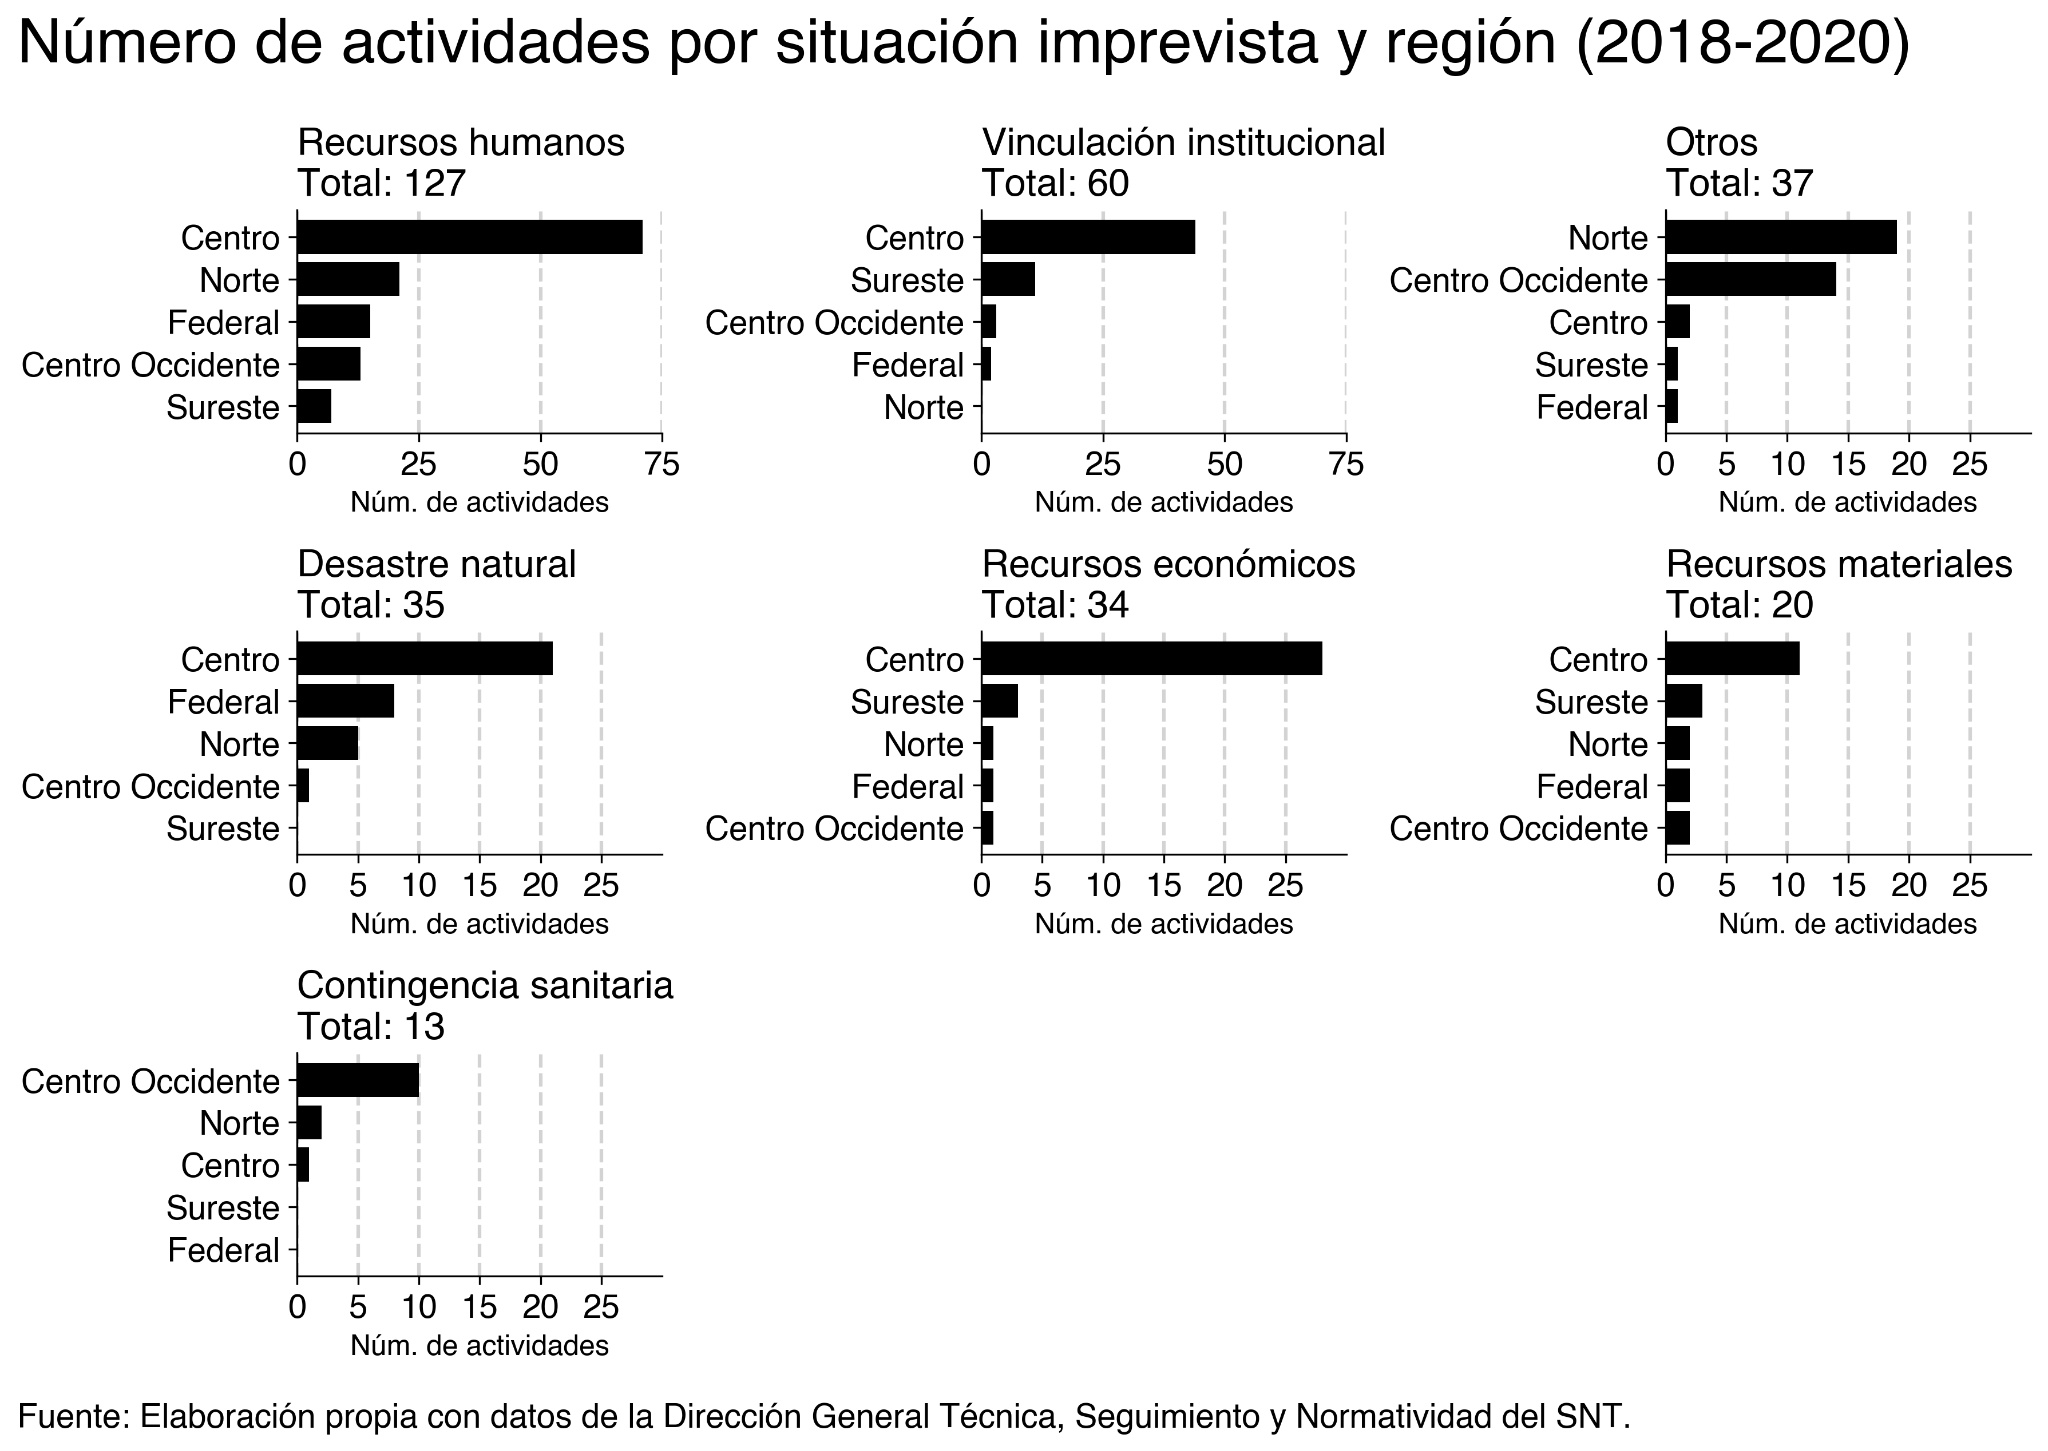 Número de actividades por situación imprevista y región (2018-2020)
Recursos humanos
Total: 127
Centro
Norte
Federal
Centro Occidente
Sureste
0 25 50 75
Núm. de actividades
Vinculación institucional
Total: 60
Centro
Sureste
Centro Occidente
Federal
Norte
0 25 50 75
Núm. de actividades
Otros
Total: 37
Norte
Centro Occidente
Centro
Sureste
Federal
0 5 10 15 20 25
Núm. de actividades
Desastre natural
Total: 35
Centro
Federal
Norte
Centro Occidente
Sureste
0 5 10 15 20 25
Núm. de actividades
Recursos económicos
Total: 34
Centro
Sureste
Norte
Federal
Centro Occidente
0 5 10 15 20 25
Núm. de actividades
Recursos materiales
Total: 20
Centro
Sureste
Norte
Federal
Centro Occidente
0 5 10 15 20 25
Núm. de actividades
Contingencia sanitaria
Total: 13
Centro Occidente
Norte
Centro
Sureste
Federal
0 5 10 15 20 25
Núm. de actividades
Fuente: Elaboración propia con datos de la Dirección General Técnica, Seguimiento y Normatividad del SNT.